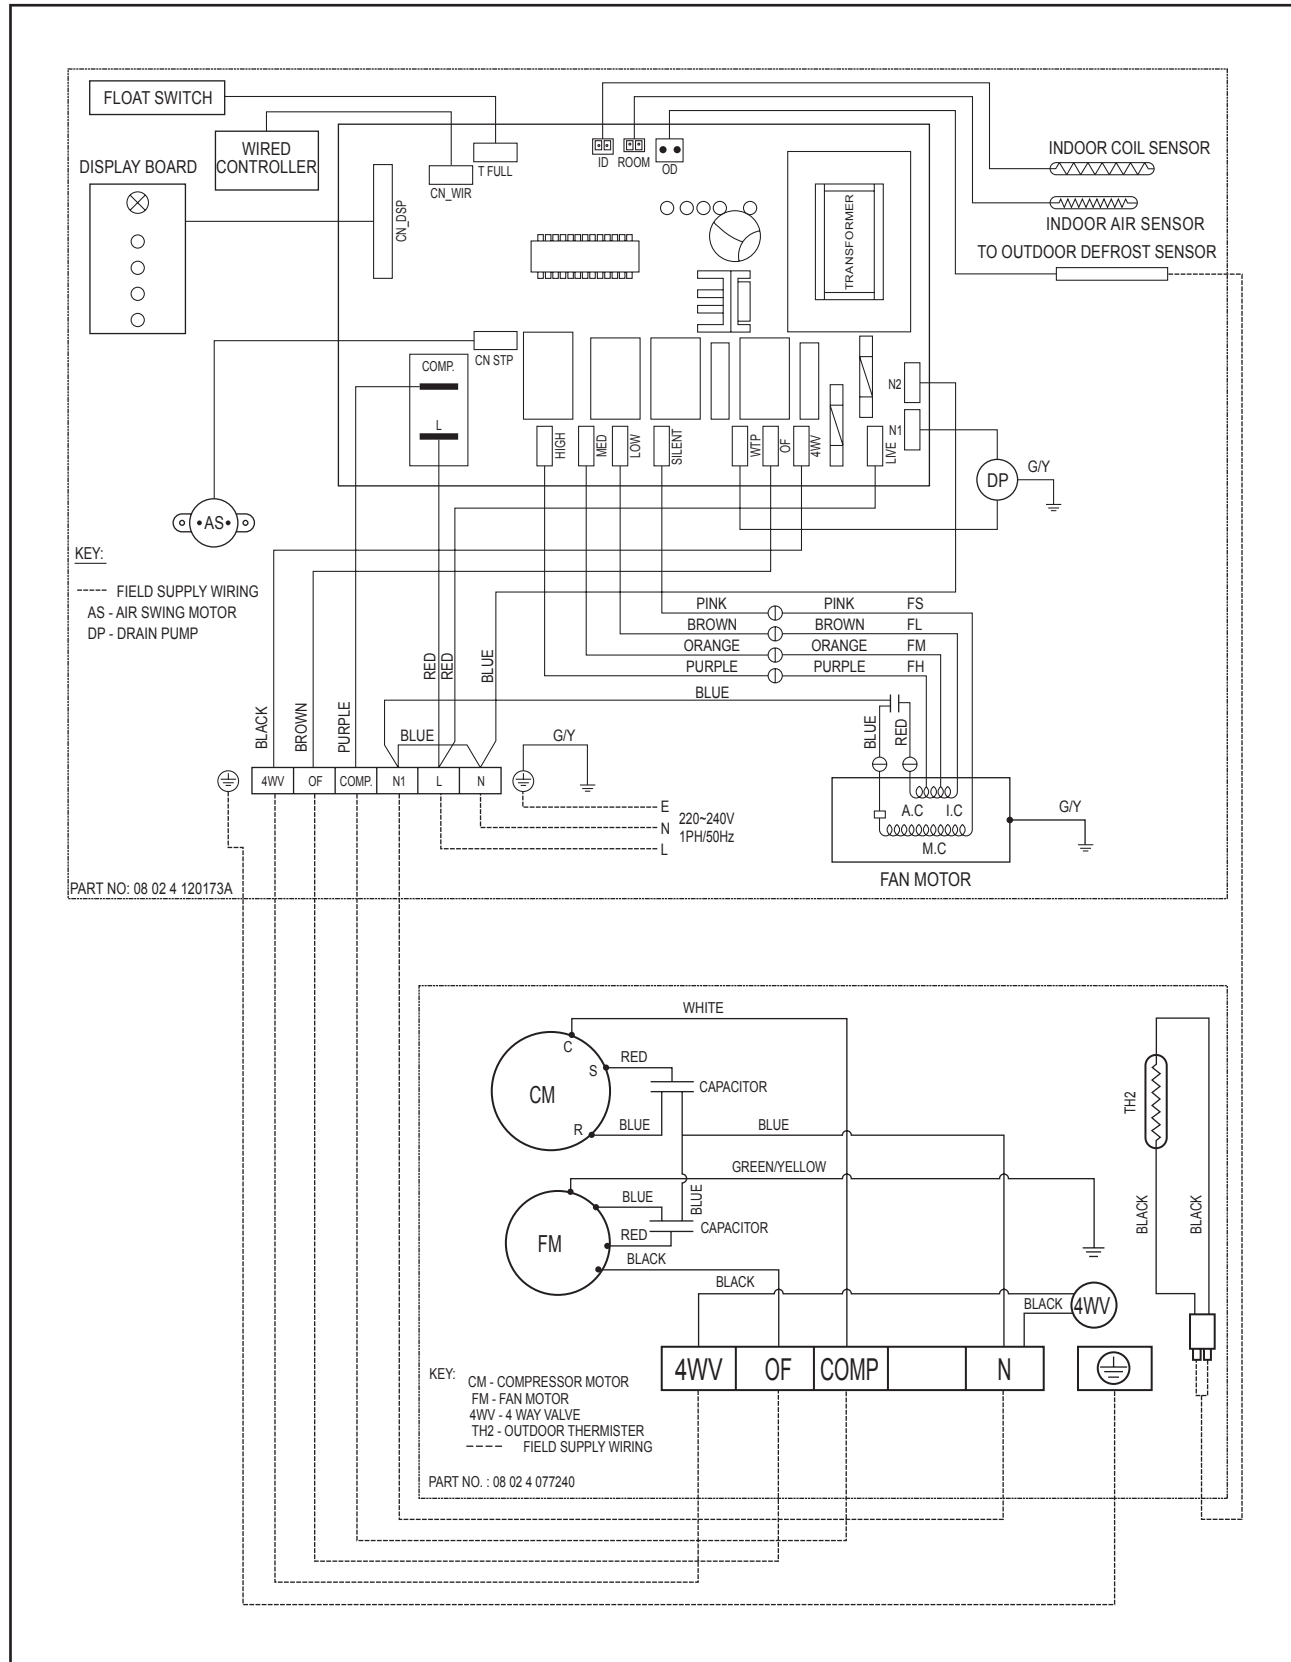 FLOAT SWITCH
WIRED
CONTROLLER
DISPLAY BOARD
T FULL
CN_WIR
CN_DSP
ID
ROOM
OD
INDOOR COIL SENSOR
INDOOR AIR SENSOR
TO OUTDOOR DEFROST SENSOR
TRANSFORMER
CN STP
COMP.
L
N2
N1
HIGH
MED
LOW
SILENT
WTP
OF
4WV
LIVE
DP
G/Y
AS
KEY:
FIELD SUPPLY WIRING
AS - AIR SWING MOTOR
DP - DRAIN PUMP
PINK PINK FS
BROWN BROWN FL
ORANGE ORANGE FM
PURPLE PURPLE FH
BLUE
BLACK
BROWN
PURPLE
RED
RED
BLUE
BLUE
G/Y
BLUE
RED
4WV OF COMP. N1 L N
E
N
L
220~240V
1PH/50Hz
A.C I.C
M.C
G/Y
FAN MOTOR
PART NO: 08 02 4 120173A
WHITE
C
S
R
CM
RED
CAPACITOR
BLUE
BLUE
GREEN/YELLOW
BLUE
BLUE
FM
RED
CAPACITOR
BLACK
BLACK
BLACK
4WV
TH2
BLACK
BLACK
4WV OF COMP N
KEY:
CM - COMPRESSOR MOTOR
FM - FAN MOTOR
4WV - 4 WAY VALVE
TH2 - OUTDOOR THERMISTER
FIELD SUPPLY WIRING
PART NO. : 08 02 4 077240